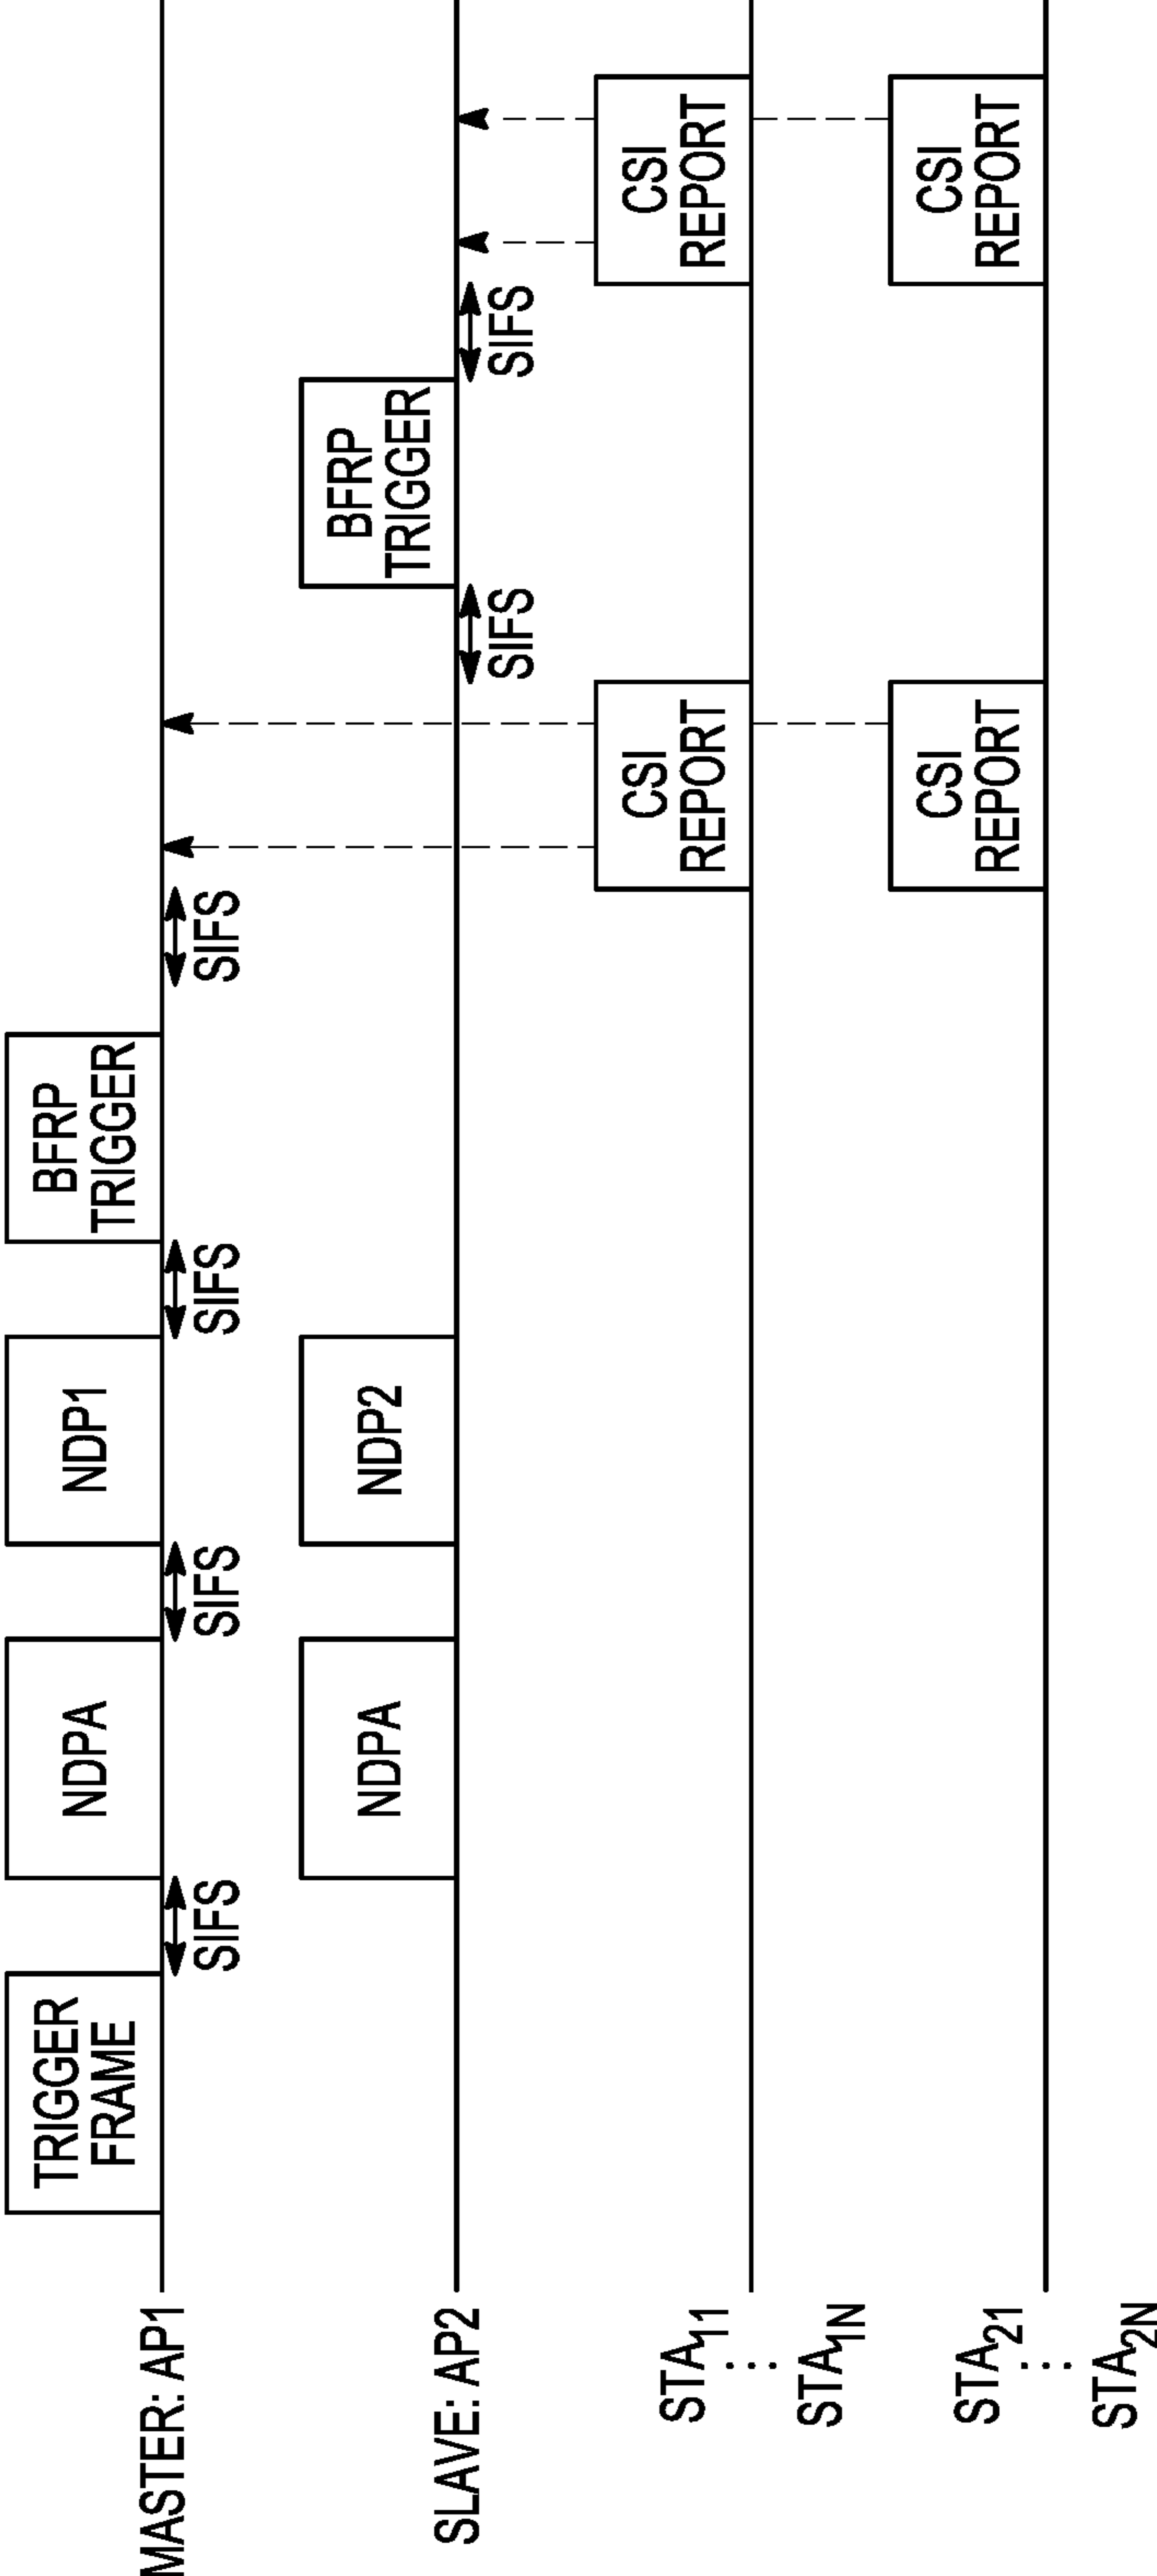 MASTER: AP1
TRIGGER
FRAME
SIFS
NDPA
SIFS
NDP1
SIFS
BFRP
TRIGGER
SIFS
SLAVE: AP2
NDPA
NDP2
SIFS
BFRP
TRIGGER
SIFS
STA11
⋮
STA1N
CSI
REPORT
CSI
REPORT
STA21
⋮
STA2N
CSI
REPORT
CSI
REPORT